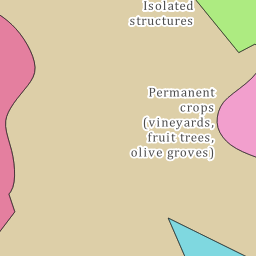 Isolated
structures
Permanent
crops
(vineyards,
fruit trees,
olive groves)